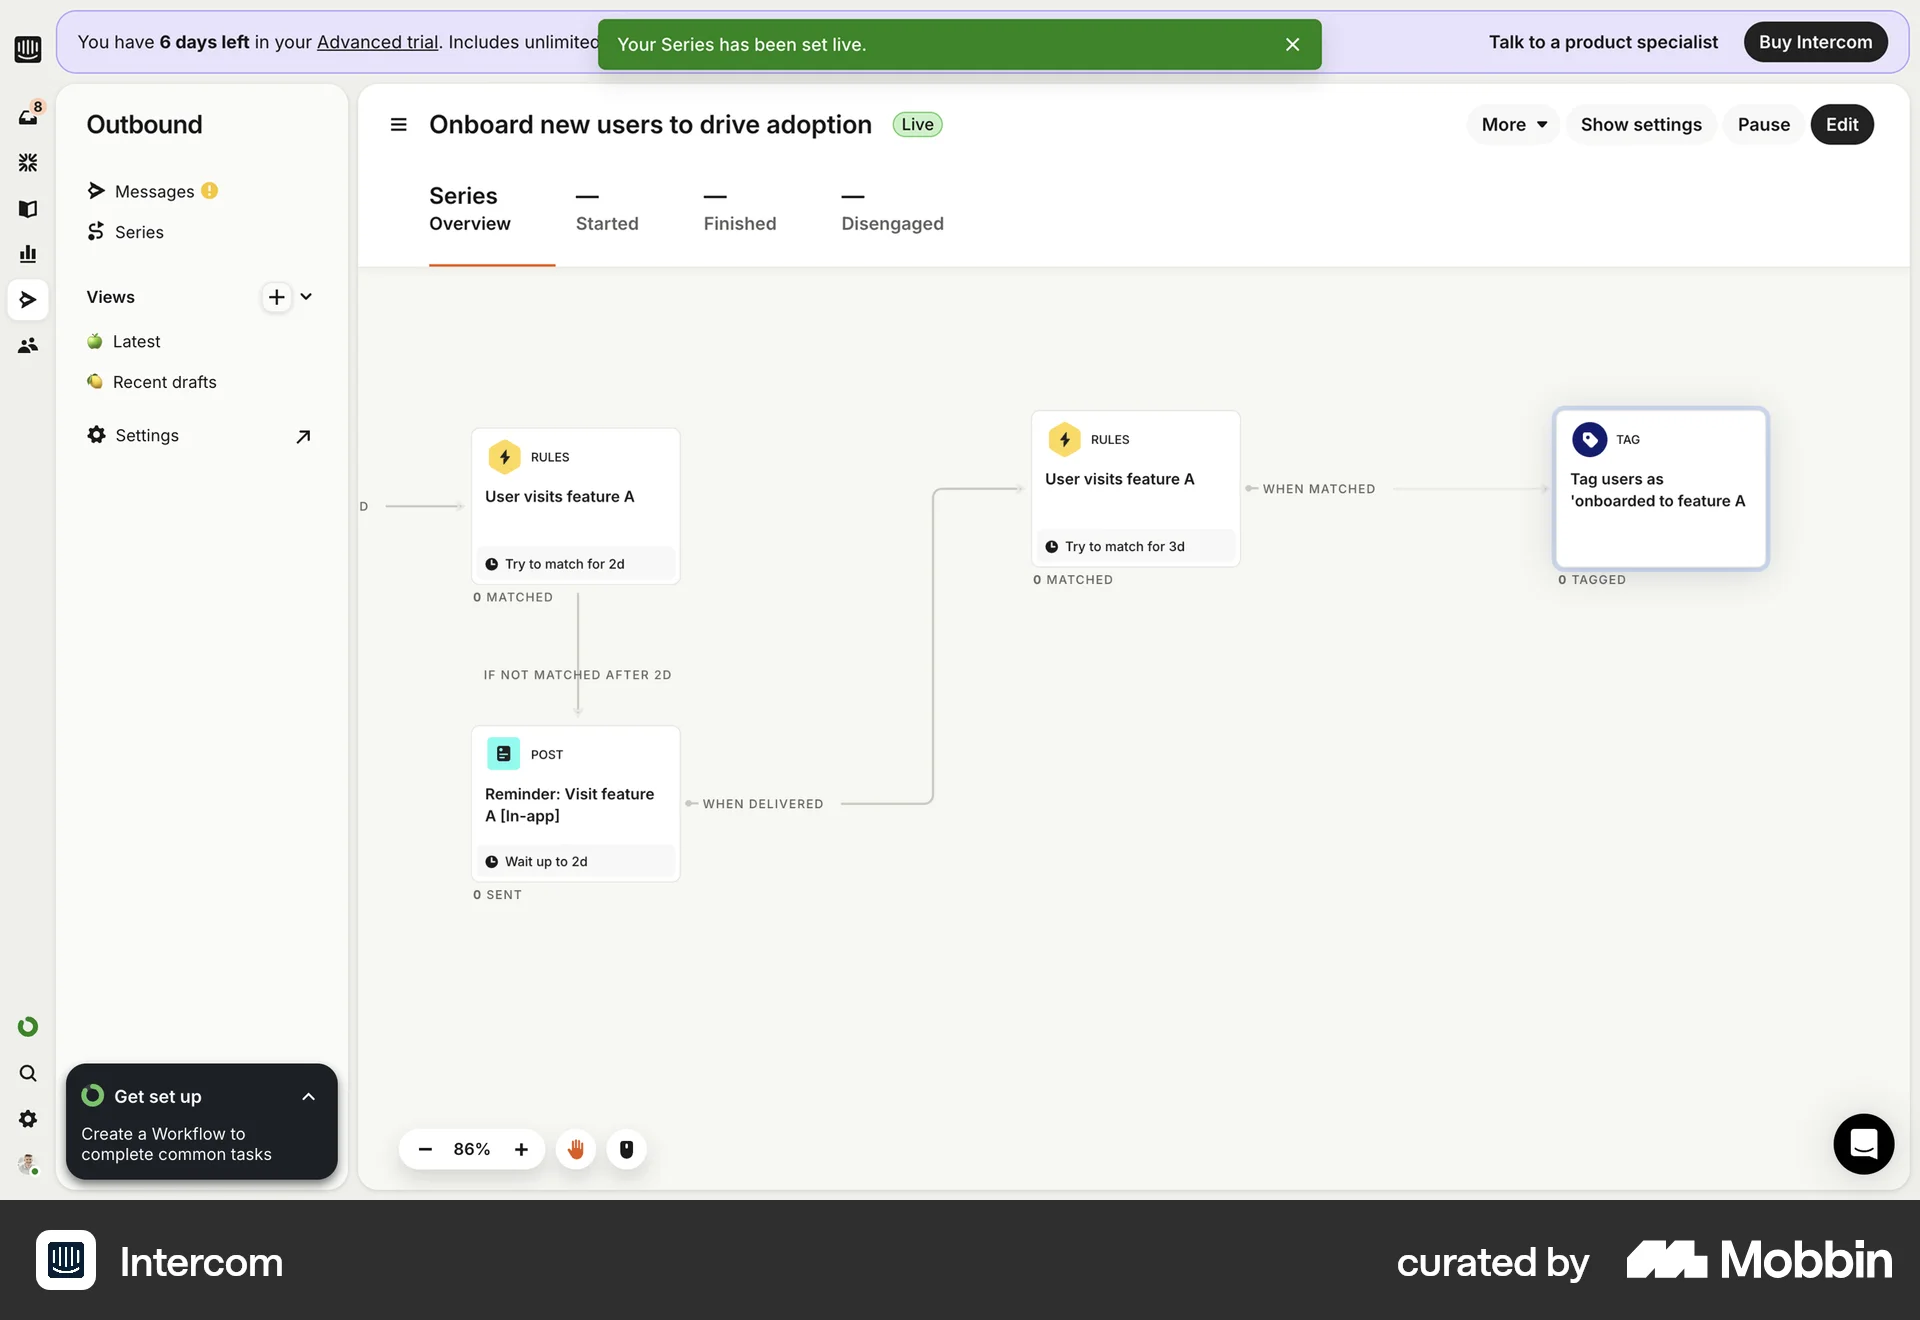 You have 6 days left in your Advanced trial. Includes unlimited
Your Series has been set live.
Talk to a product specialist
Buy Intercom
8
Outbound
Messages
Series
Views
Latest
Recent drafts
Settings
Onboard new users to drive adoption
Live
More
Show settings
Pause
Edit
Series
Overview
—
Started
—
Finished
—
Disengaged
D
RULES
User visits feature A
Try to match for 2d
0 MATCHED
IF NOT MATCHED AFTER 2D
POST
Reminder: Visit feature
A [In-app]
Wait up to 2d
0 SENT
WHEN DELIVERED
RULES
User visits feature A
Try to match for 3d
0 MATCHED
WHEN MATCHED
TAG
Tag users as
'onboarded to feature A
0 TAGGED
Get set up
Create a Workflow to
complete common tasks
86%
Intercom
curated by
Mobbin